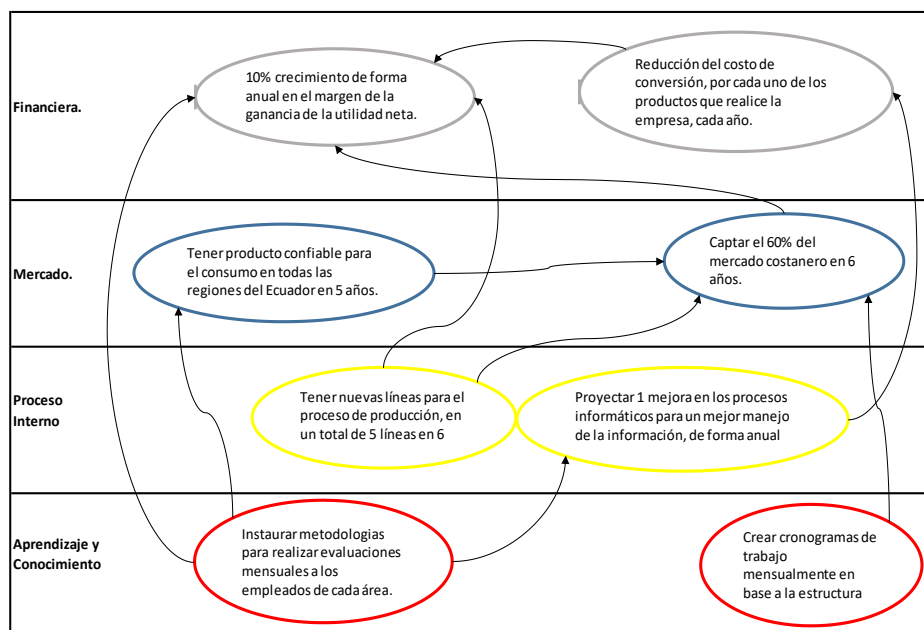 Financiera.
10% crecimiento de forma
anual en el margen de la
ganancia de la utilidad neta.
Reducción del costo de
conversión, por cada uno de los
productos que realice la
empresa, cada año.
Mercado.
Tener producto confiable para
el consumo en todas las
regiones del Ecuador en 5 años.
Captar el 60% del
mercado costanero en 6
años.
Proceso
Interno
Tener nuevas líneas para el
proceso de producción, en
un total de 5 líneas en 6
Proyectar 1 mejora en los procesos
informáticos para un mejor manejo
de la información, de forma anual
Aprendizaje y
Conocimiento
Instaurar metodologias
para realizar evaluaciones
mensuales a los
empleados de cada área.
Crear cronogramas de
trabajo
mensualmente en
base a la estructura